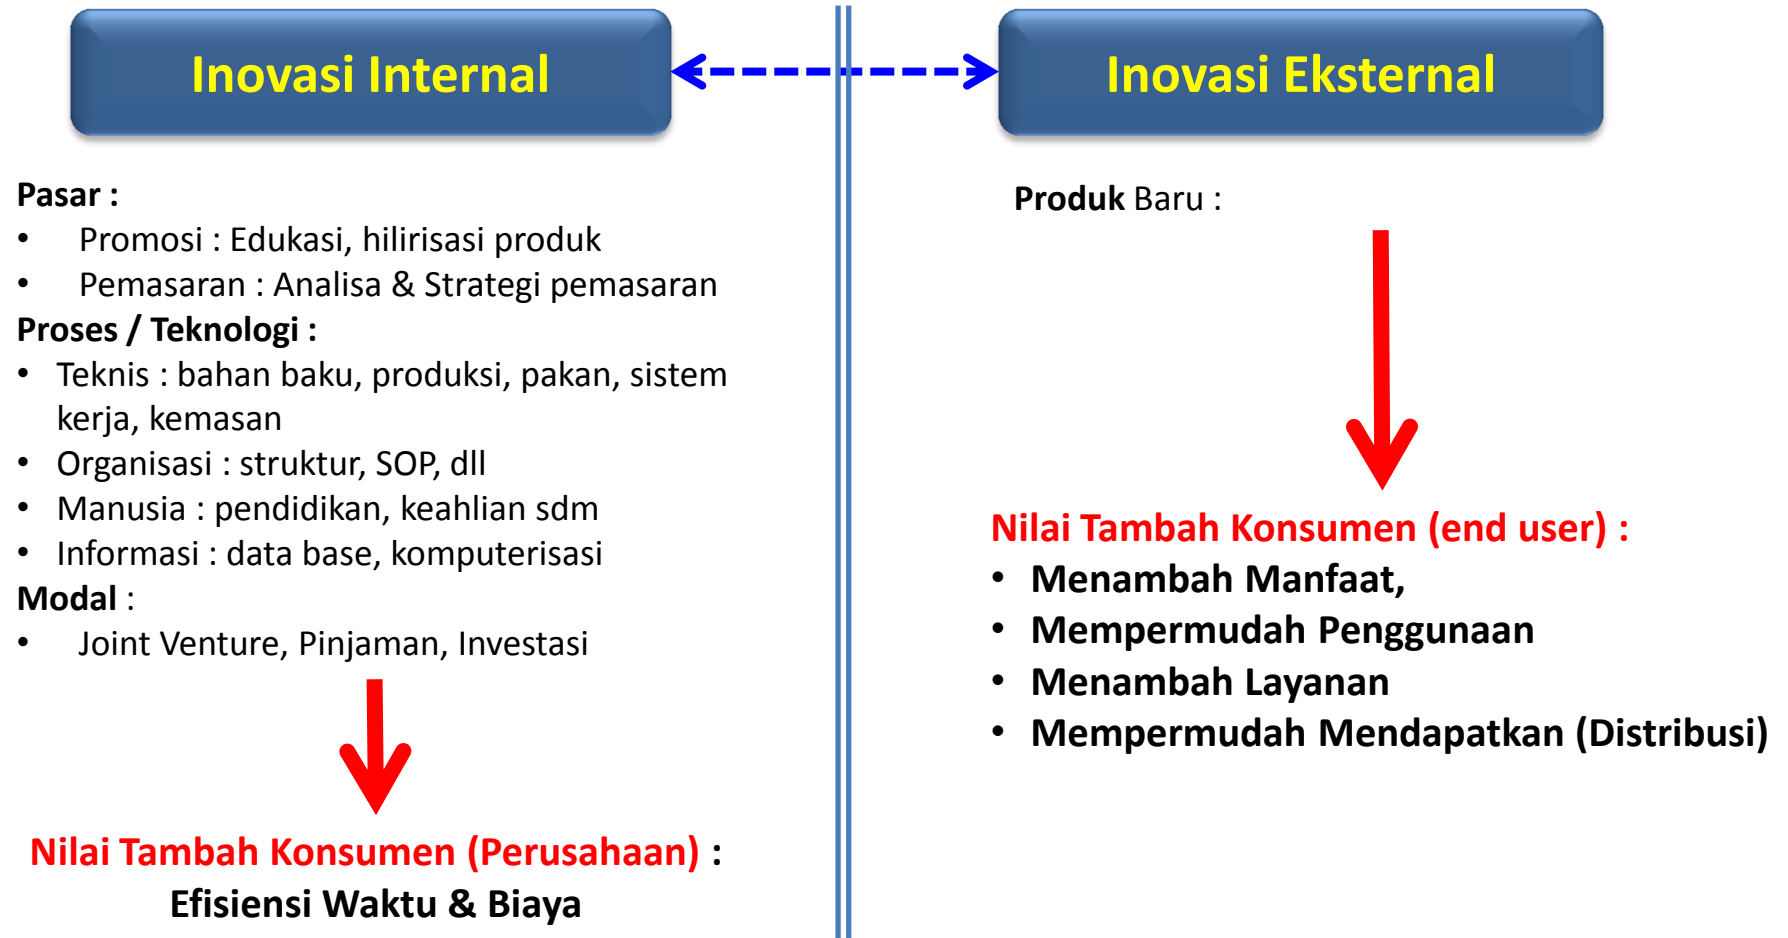 Inovasi Internal
Pasar :
• Promosi : Edukasi, hilirisasi produk
• Pemasaran : Analisa & Strategi pemasaran
Proses / Teknologi :
• Teknis : bahan baku, produksi, pakan, sistem
kerja, kemasan
• Organisasi : struktur, SOP, dll
• Manusia : pendidikan, keahlian sdm
• Informasi : data base, komputerisasi
Modal :
• Joint Venture, Pinjaman, Investasi
Nilai Tambah Konsumen (Perusahaan) :
Efisiensi Waktu & Biaya
Inovasi Eksternal
Produk Baru :
Nilai Tambah Konsumen (end user) :
• Menambah Manfaat,
• Mempermudah Penggunaan
• Menambah Layanan
• Mempermudah Mendapatkan (Distribusi)